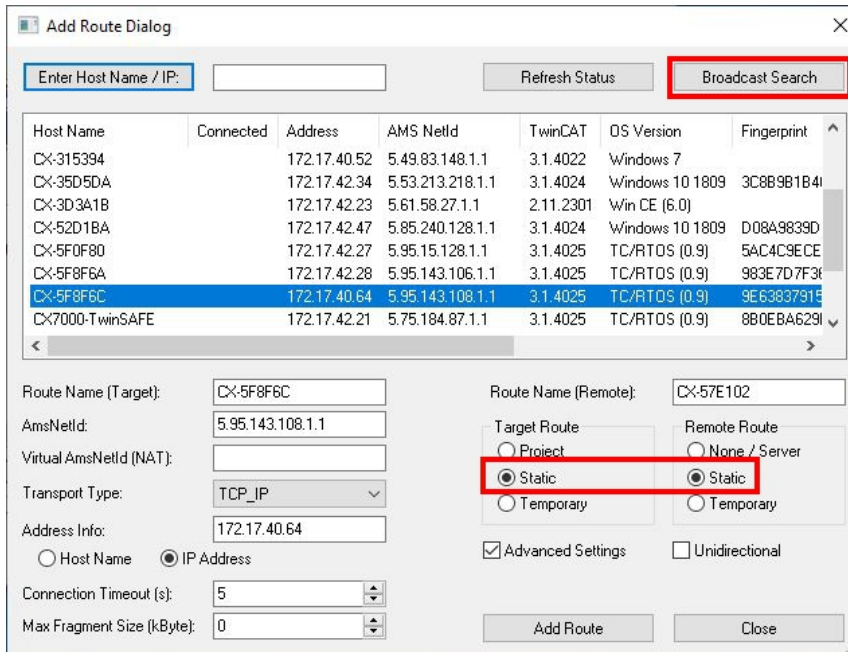 Add Route Dialog
Enter Host Name / IP: Refresh Status Broadcast Search
Host Name Connected Address AMS NetId TwinCAT OS Version Fingerprint
CX-315394 172.17.40.52 5.49.83.148.1.1 3.1.4022 Windows 7
CX-35D5DA 172.17.42.34 5.53.213.218.1.1 3.1.4024 Windows 10 1809 3C8B9B1B4
CX-3D3A1B 172.17.42.23 5.61.58.27.1.1 2.11.2301 Win CE (6.0)
CX-52D1BA 172.17.42.47 5.85.240.128.1.1 3.1.4024 Windows 10 1809 D08A9839D
CX-5F0F80 172.17.42.27 5.95.15.128.1.1 3.1.4025 TC/RTOS (0.9) 5AC4C9ECE
CX-5F8F6A 172.17.42.28 5.95.143.106.1.1 3.1.4025 TC/RTOS (0.9) 983E7D7F3
CX-5F8F6C 172.17.40.64 5.95.143.108.1.1 3.1.4025 TC/RTOS (0.9) 9E63837915
CX7000-TwinSAFE 172.17.42.21 5.75.184.87.1.1 3.1.4025 TC/RTOS (0.9) 8B0EBA629
Route Name (Target): CX-5F8F6C Route Name (Remote): CX-57E102
AmsNetId: 5.95.143.108.1.1 Target Route Remote Route
Virtual AmsNetId (NAT): Project None / Server
Static Static
Transport Type: TCP_IP Temporary Temporary
Address Info: 172.17.40.64
Host Name IP Address Advanced Settings Unidirectional
Connection Timeout (s): 5
Max Fragment Size (kByte): 0 Add Route Close